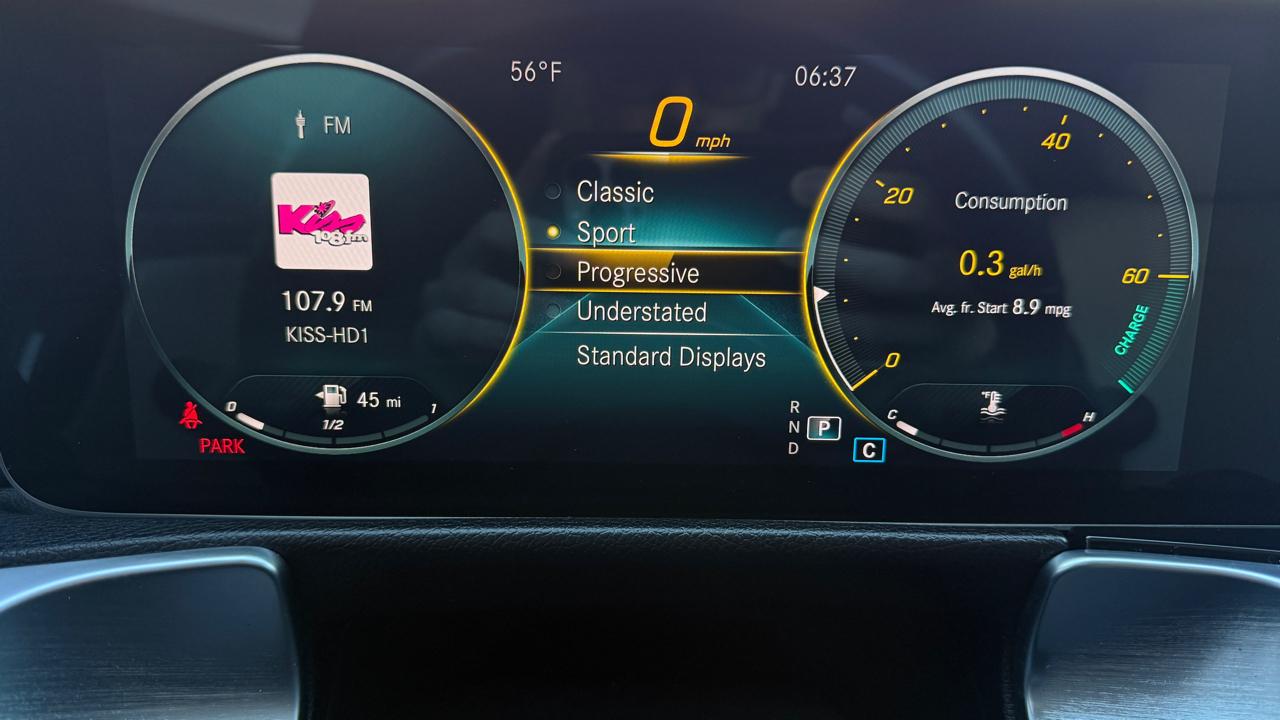 56°F
06:37
FM
0 mph
Kiss
108fm
107.9 FM
KISS-HD1
45 mi
0
1/2
1
PARK
Classic
Sport
Progressive
Understated
Standard Displays
R
N
D
P
C
40
20
Consumption
0.3 gal/h
60
Avg. fr. Start 8.9 mpg
CHARGE
0
°F
C
H